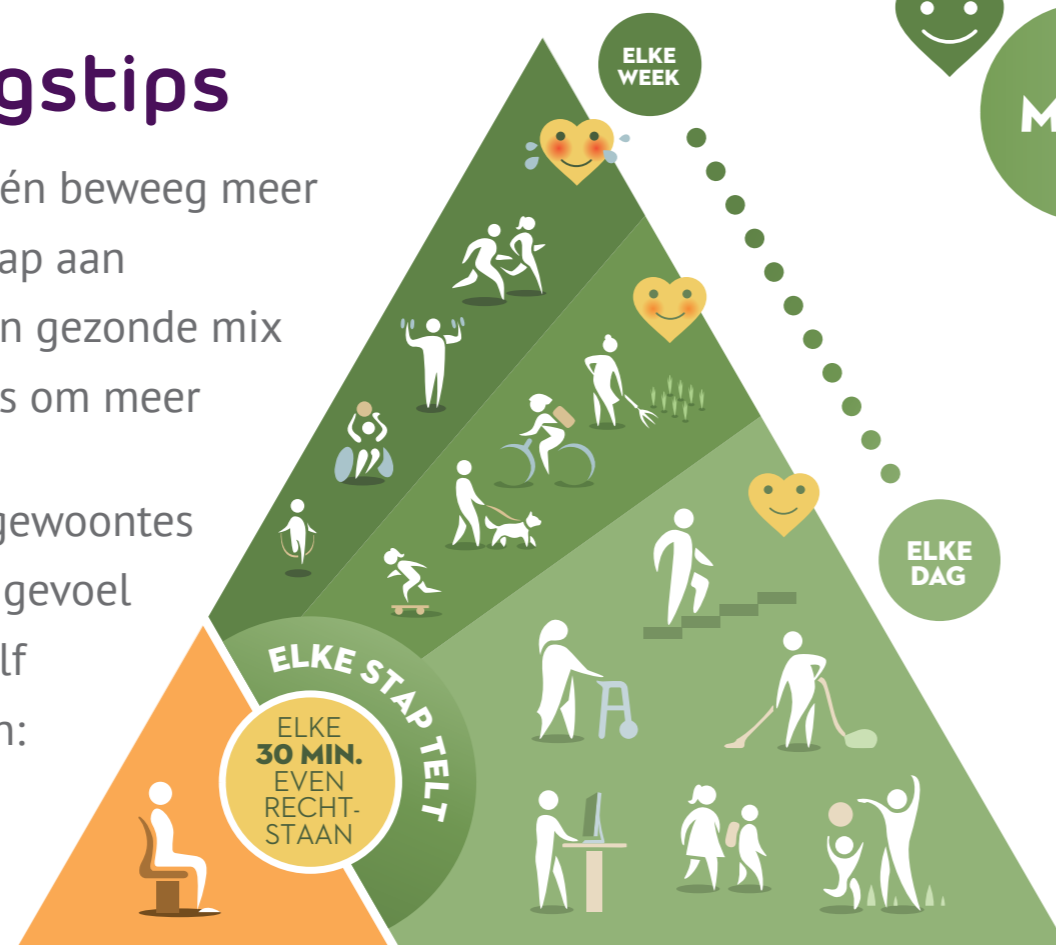 gstips
én beweeg meer
ap aan
n gezonde mix
s om meer
gewoontes
gevoel
lf
n:
ELKE
WEEK
M
ELKE
DAG
ELKE STAP TELT
ELKE
30 MIN.
EVEN
RECHT-
STAAN